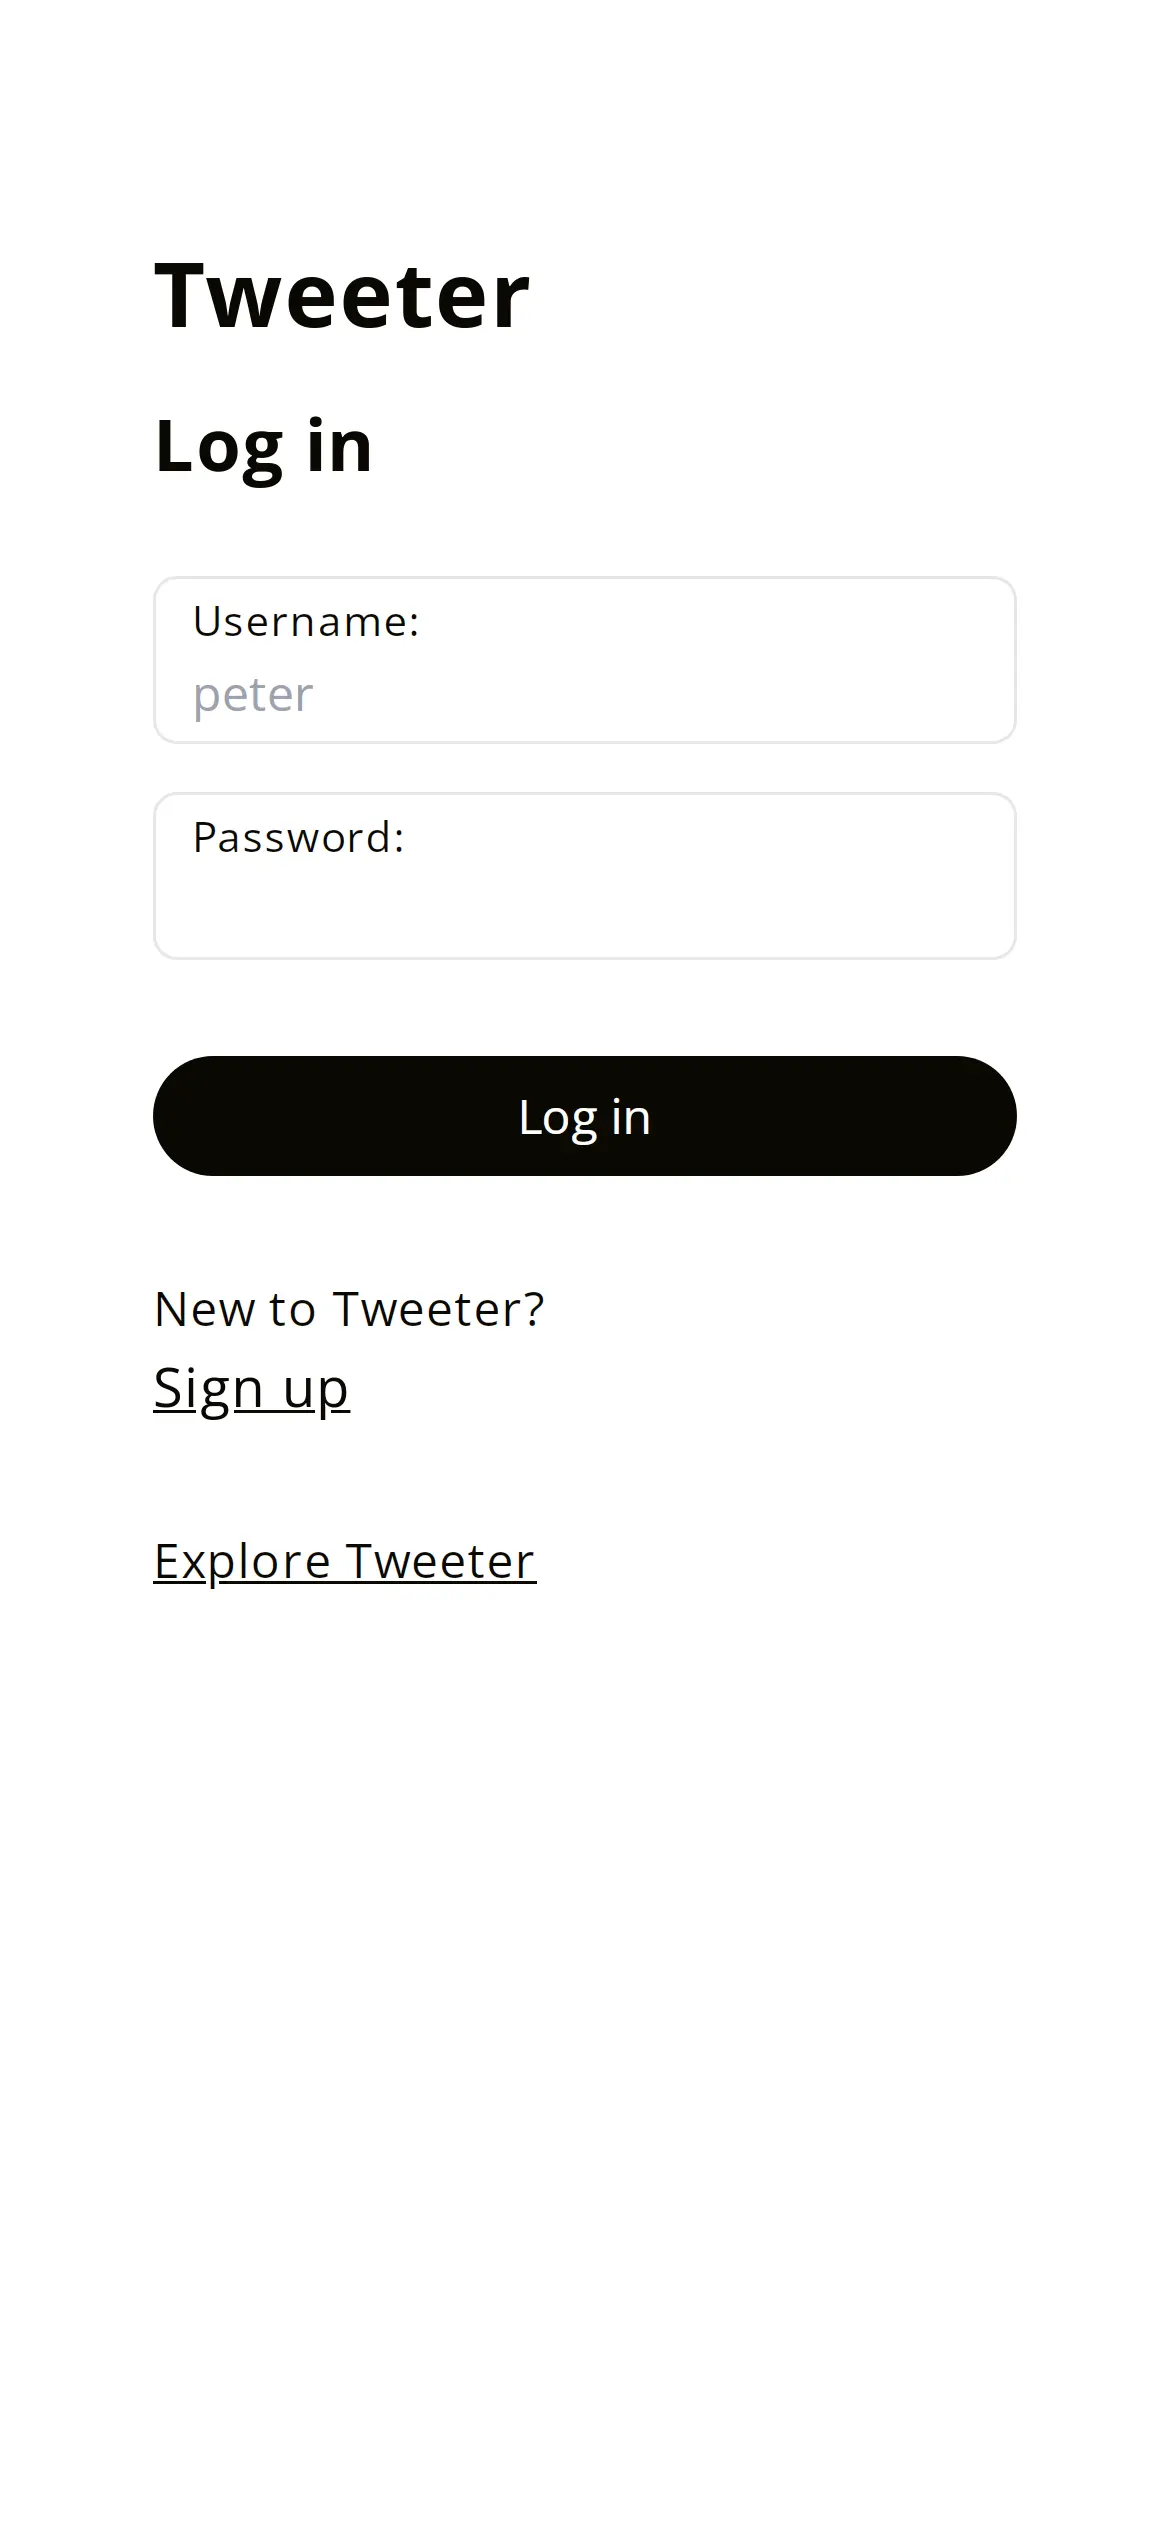 Tweeter
Log in
Username:
peter
Password:
Log in
New to Tweeter?
Sign up
Explore Tweeter